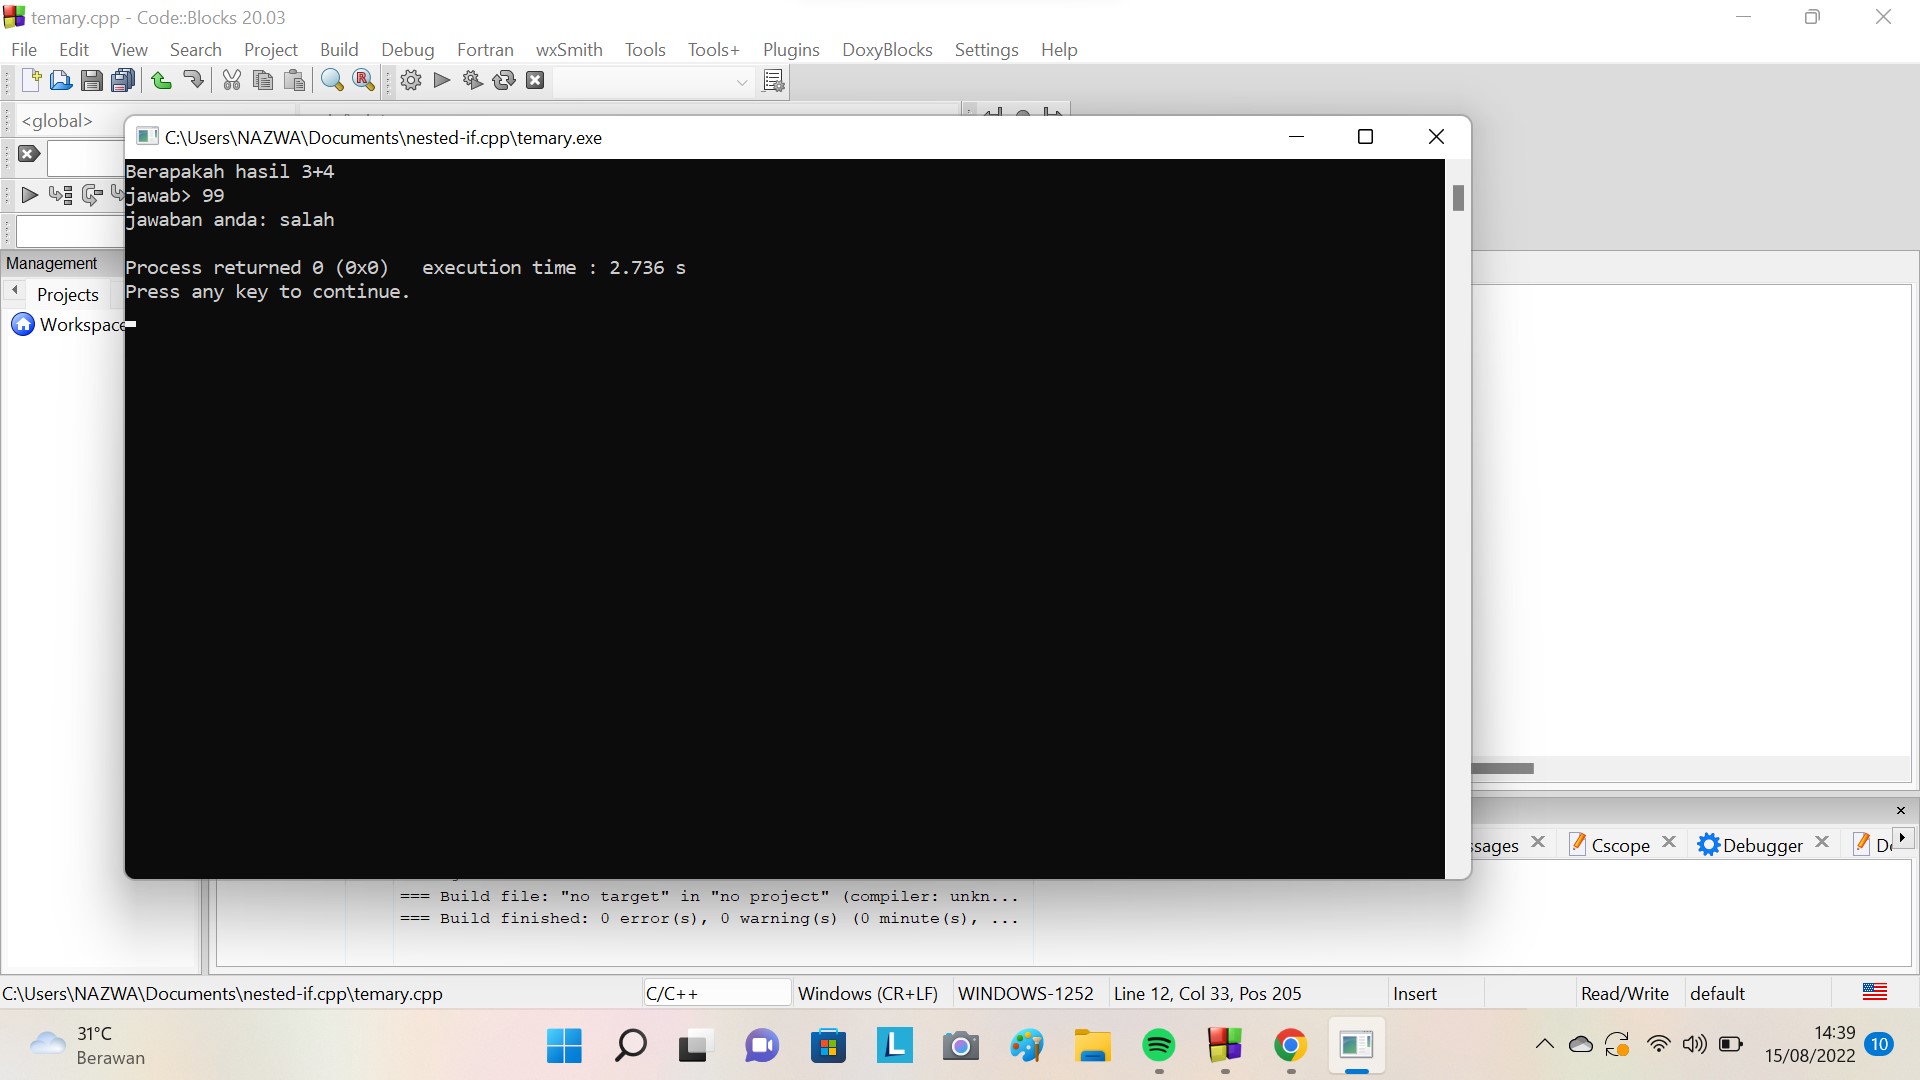 temary.cpp - Code::Blocks 20.03
File Edit View Search Project Build Debug Fortran wxSmith Tools Tools+ Plugins DoxyBlocks Settings Help
<global>
C:\Users\NAZWA\Documents\nested-if.cpp\temary.exe
Berapakah hasil 3+4
jawab> 99
jawaban anda: salah
Process returned 0 (0x0)   execution time : 2.736 s
Press any key to continue.
Management
Projects
Workspace
ssages Cscope Debugger
=== Build file: "no target" in "no project" (compiler: unkn...
=== Build finished: 0 error(s), 0 warning(s) (0 minute(s), ...
C:\Users\NAZWA\Documents\nested-if.cpp\temary.cpp C/C++ Windows (CR+LF) WINDOWS-1252 Line 12, Col 33, Pos 205 Insert Read/Write default
31°C
Berawan
14:39
15/08/2022
10